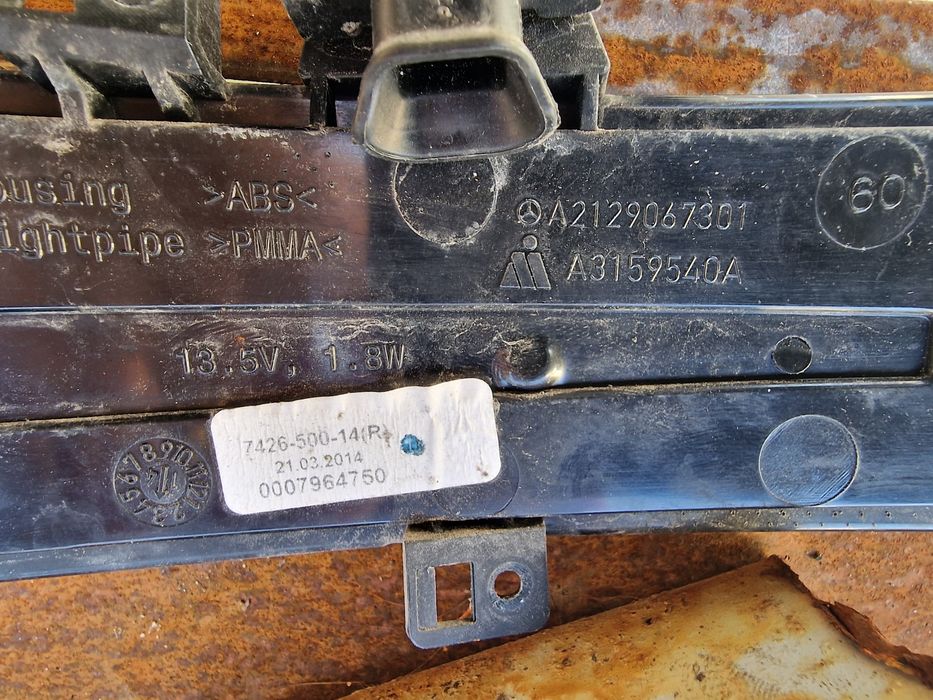 ousing >ABS<
ightpipe >PMMA<
A2129067301
A3159540A
60
13.5V, 1.8W
7426-500-14(R)
21.03.2014
0007964750